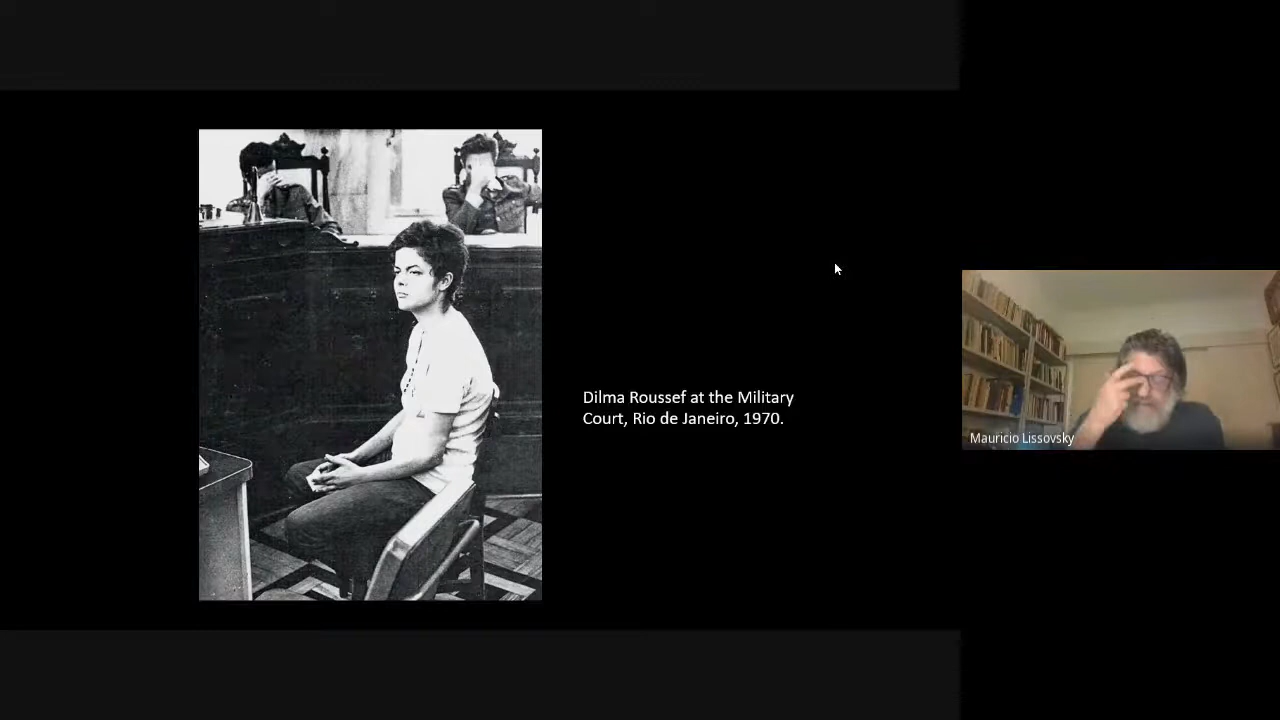 Dilma Roussef at the Military
Court, Rio de Janeiro, 1970.
Mauricio Lissovsky